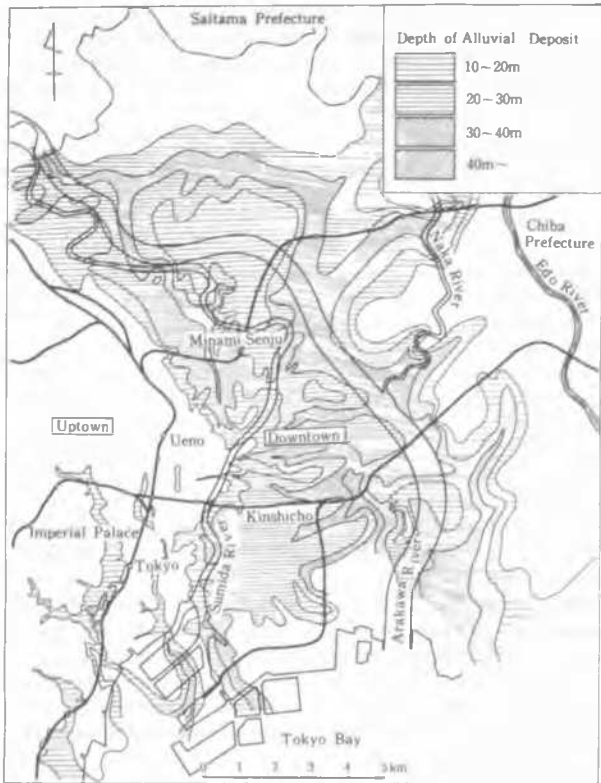 Saitama Prefecture
Depth of Alluvial Deposit
10~20m
20~30m
30~40m
40m~
Chiba
Prefecture
Naka River
Edo River
Minami Senju
Uptown
Ueno
Downtown
Imperial Palace
Tokyo
Sumida River
Kinshicho
Arakawa
River
Tokyo Bay
0 1 2 3 4 5km